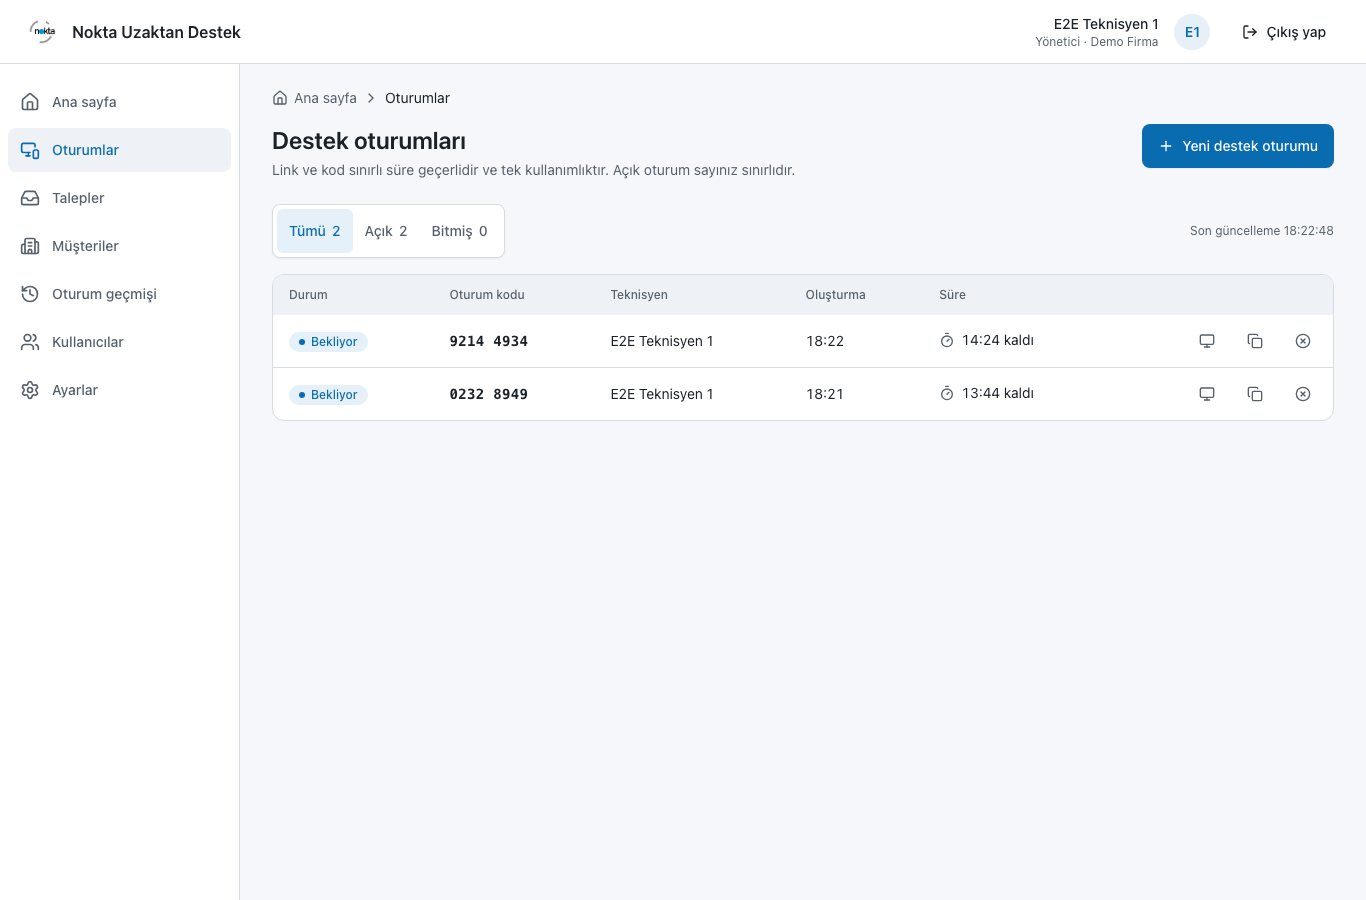 nokta
Nokta Uzaktan Destek
E2E Teknisyen 1
Yönetici · Demo Firma
E1
Çıkış yap
Ana sayfa
Oturumlar
Talepler
Müşteriler
Oturum geçmişi
Kullanıcılar
Ayarlar
Ana sayfa > Oturumlar
Destek oturumları
Link ve kod sınırlı süre geçerlidir ve tek kullanımlıktır. Açık oturum sayınız sınırlıdır.
+ Yeni destek oturumu
Tümü 2 Açık 2 Bitmiş 0
Son güncelleme 18:22:48
Durum Oturum kodu Teknisyen Oluşturma Süre
Bekliyor 9214 4934 E2E Teknisyen 1 18:22 14:24 kaldı
Bekliyor 0232 8949 E2E Teknisyen 1 18:21 13:44 kaldı